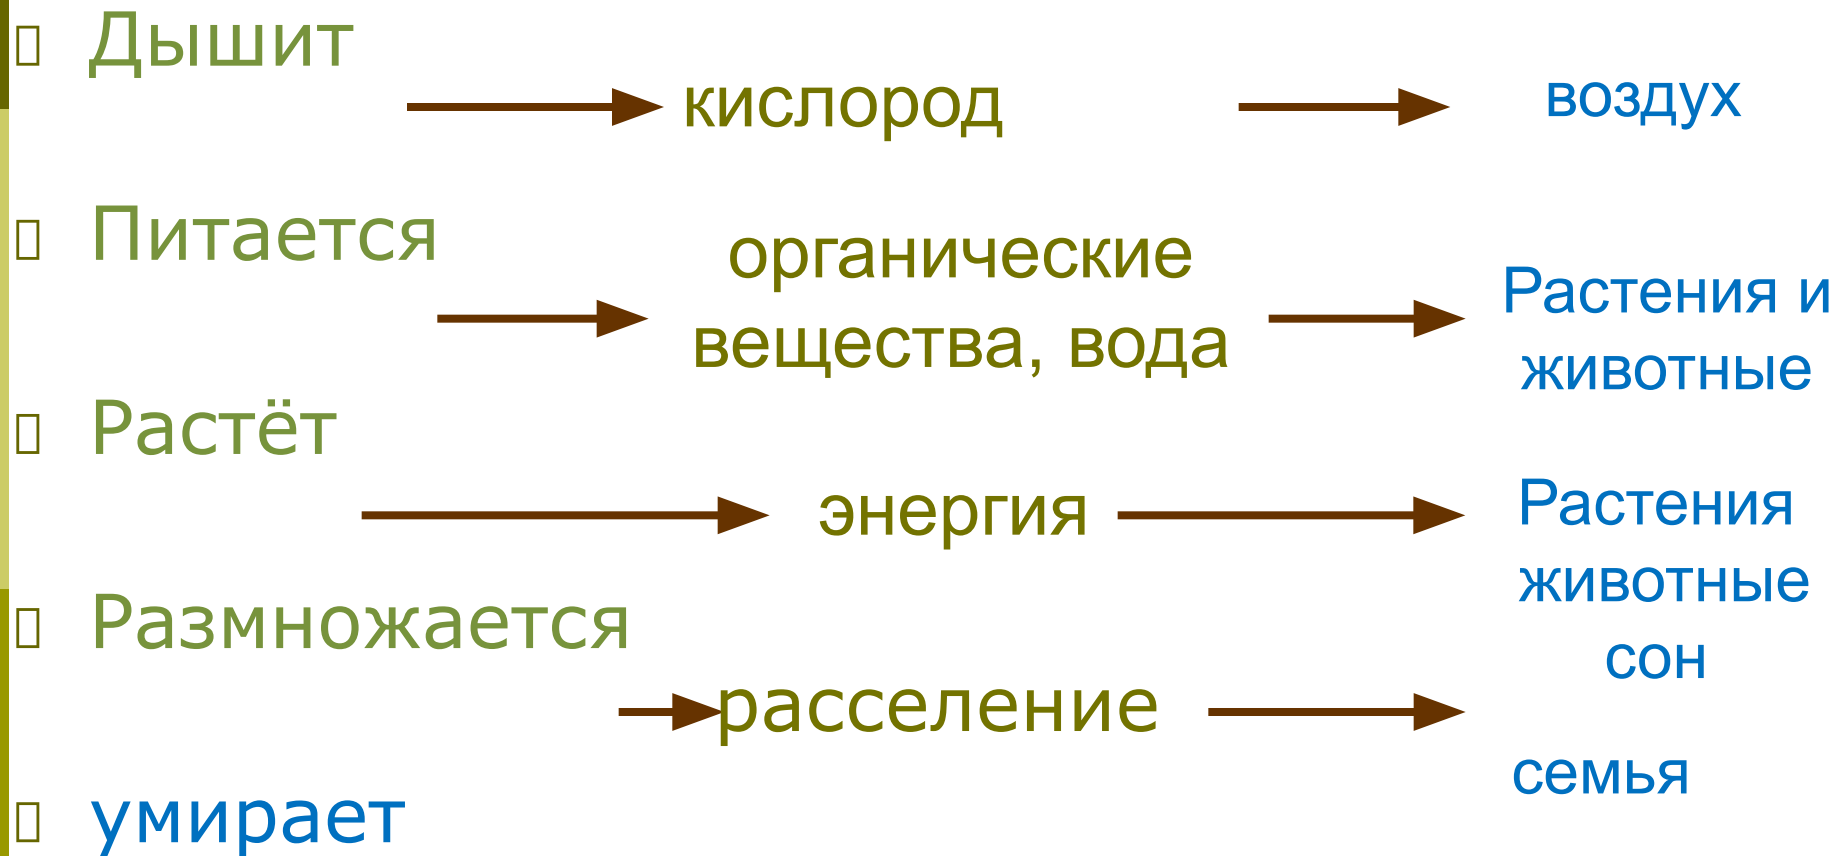 Дышит
кислород
воздух
Питается
органические
вещества, вода
Растения и
животные
Растёт
энергия
Растения
животные
сон
Размножается
расселение
семья
умирает